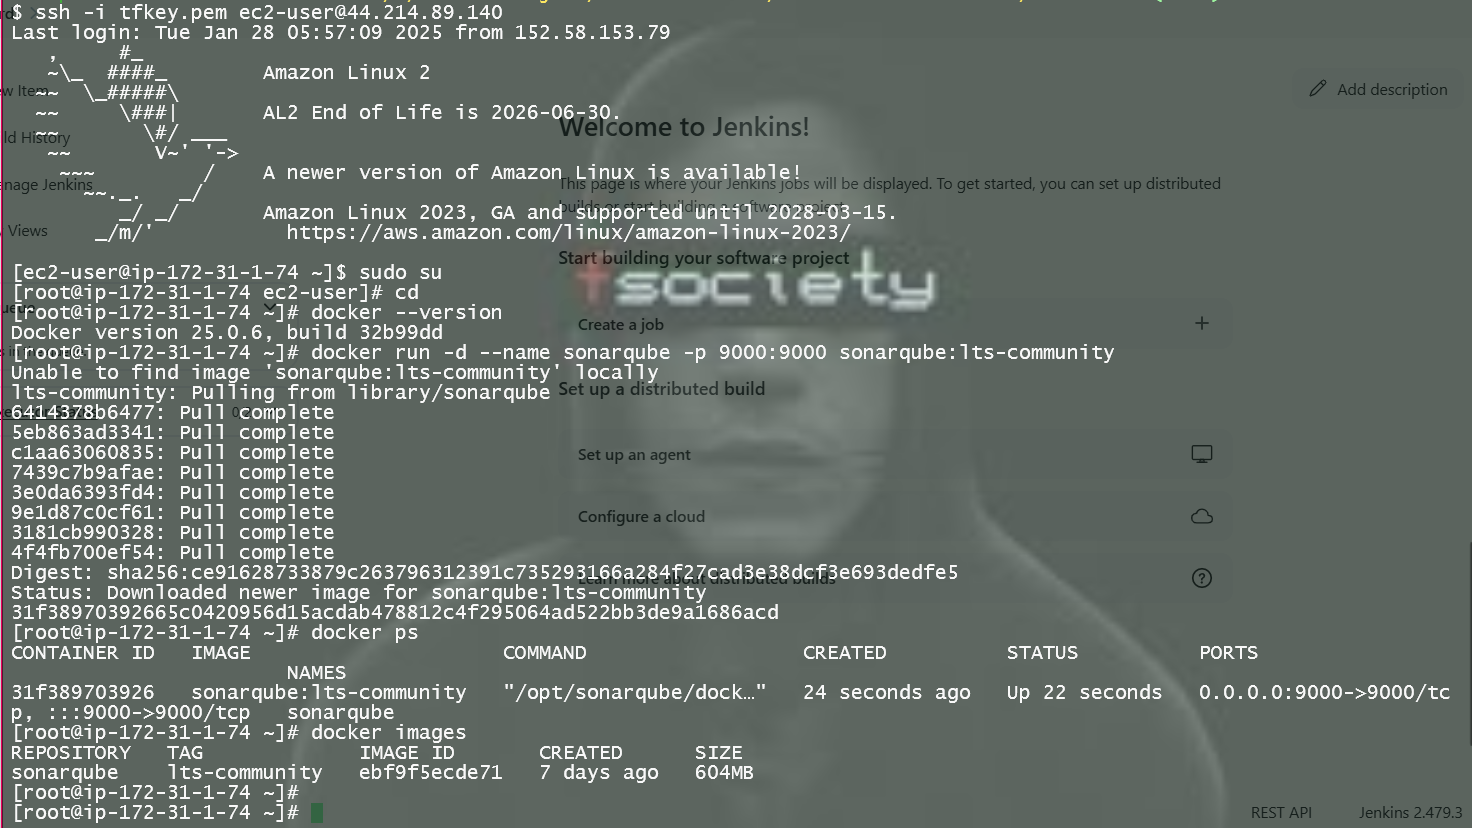 $ ssh -i tfkey.pem ec2-user@44.214.89.140
Last login: Tue Jan 28 05:57:09 2025 from 152.58.153.79
   ,     #_
   ~\_  ####_        Amazon Linux 2
  ~~  \_#####\
  ~~     \###|       AL2 End of Life is 2026-06-30.
  ~~       \#/ ___
   ~~       V~' '->
    ~~~         /    A newer version of Amazon Linux is available!
      ~~._.   _/
         _/ _/       Amazon Linux 2023, GA and supported until 2028-03-15.
       _/m/'           https://aws.amazon.com/linux/amazon-linux-2023/
[ec2-user@ip-172-31-1-74 ~]$ sudo su
[root@ip-172-31-1-74 ec2-user]# cd
[root@ip-172-31-1-74 ~]# docker --version
Docker version 25.0.6, build 32b99dd
[root@ip-172-31-1-74 ~]# docker run -d --name sonarqube -p 9000:9000 sonarqube:lts-community
Unable to find image 'sonarqube:lts-community' locally
lts-community: Pulling from library/sonarqube
6414378b6477: Pull complete
5eb863ad3341: Pull complete
c1aa63060835: Pull complete
7439c7b9afae: Pull complete
3e0da6393fd4: Pull complete
9e1d87c0cf61: Pull complete
3181cb990328: Pull complete
4f4fb700ef54: Pull complete
Digest: sha256:ce91628733879c263796312391c735293166a284f27cad3e38dcf3e693dedfe5
Status: Downloaded newer image for sonarqube:lts-community
31f38970392665c0420956d15acdab478812c4f295064ad522bb3de9a1686acd
[root@ip-172-31-1-74 ~]# docker ps
CONTAINER ID   IMAGE                     COMMAND                  CREATED          STATUS          PORTS
                       NAMES
31f389703926   sonarqube:lts-community   "/opt/sonarqube/dock…"   24 seconds ago   Up 22 seconds   0.0.0.0:9000->9000/tc
p, :::9000->9000/tcp   sonarqube
[root@ip-172-31-1-74 ~]# docker images
REPOSITORY   TAG             IMAGE ID       CREATED      SIZE
sonarqube    lts-community   ebf9f5ecde71   7 days ago   604MB
[root@ip-172-31-1-74 ~]#
[root@ip-172-31-1-74 ~]#
Add description
Welcome to Jenkins!
This page is where your Jenkins jobs will be displayed. To get started, you can set up distributed
builds or start building a software project.
Start building your software project
fsociety
Create a job
Set up a distributed build
Set up an agent
Configure a cloud
Learn more about distributed builds
REST API
Jenkins 2.479.3